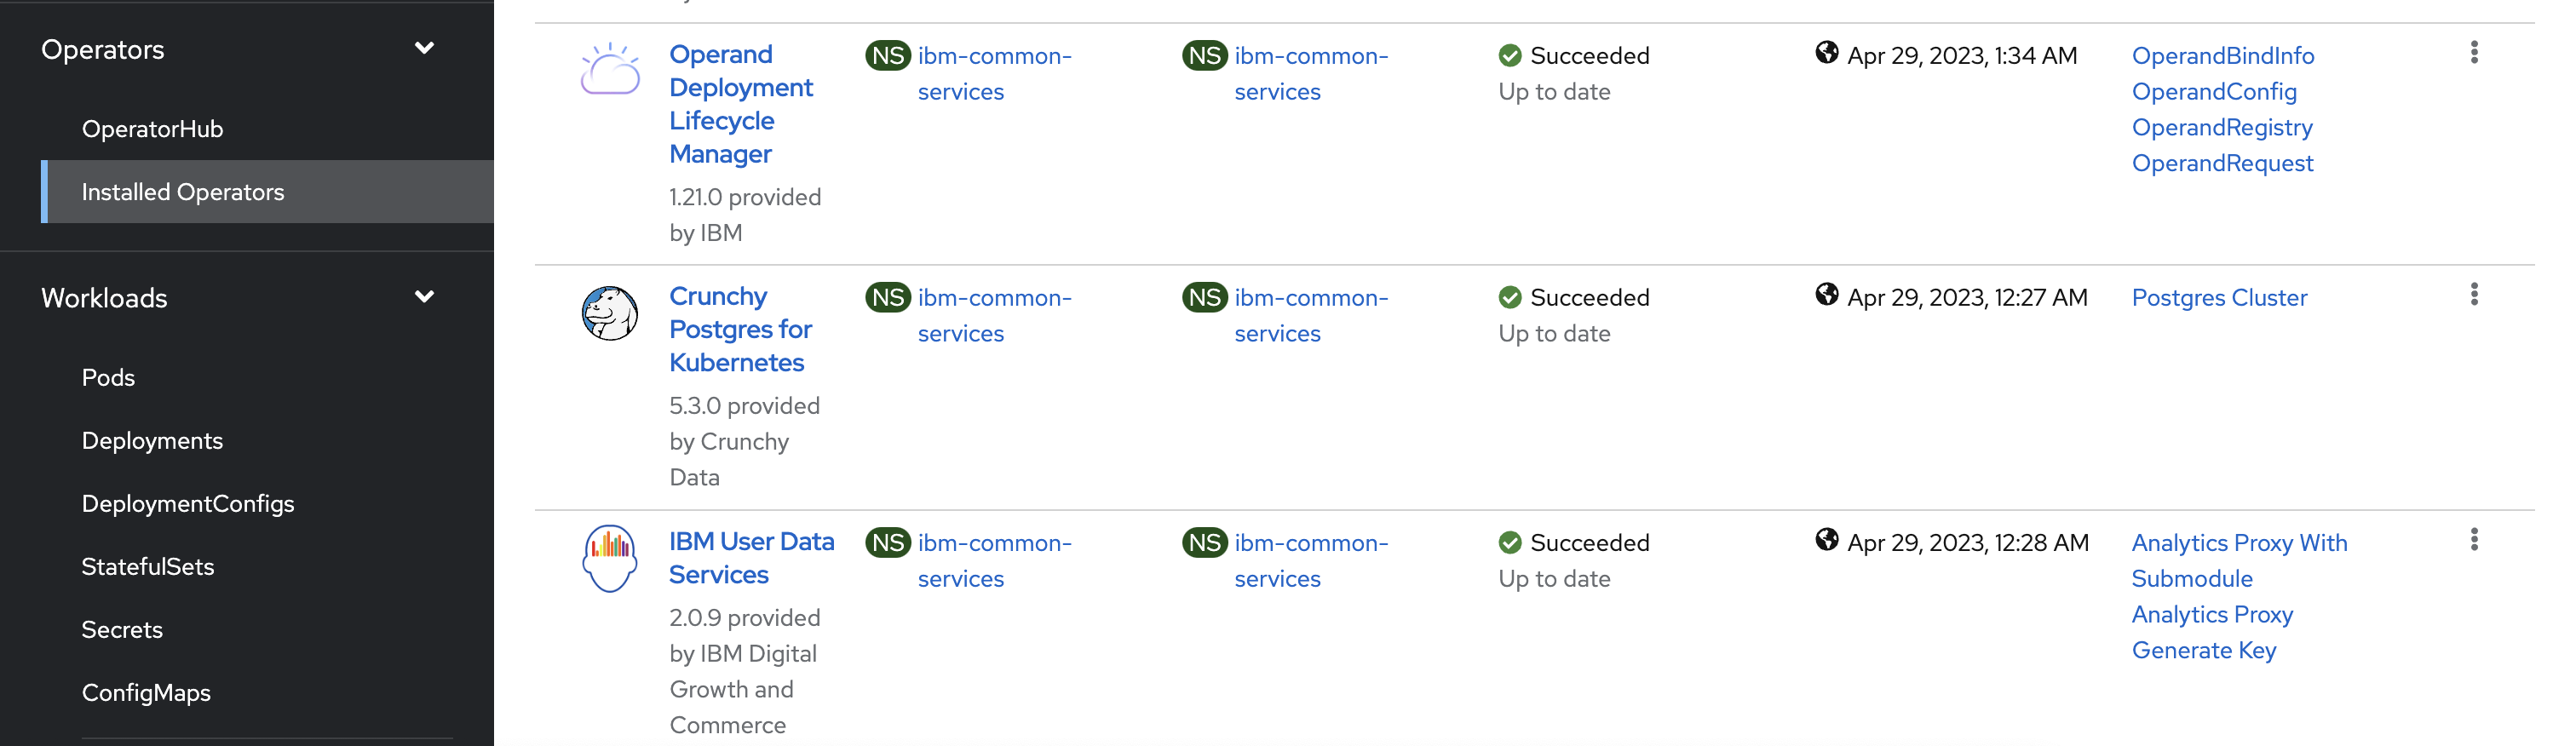 Operators
OperatorHub
Installed Operators
Workloads
Pods
Deployments
DeploymentConfigs
StatefulSets
Secrets
ConfigMaps
Operand
Deployment
Lifecycle
Manager
1.21.0 provided
by IBM
NS ibm-common-
services
NS ibm-common-
services
Succeeded
Up to date
Apr 29, 2023, 1:34 AM
OperandBindInfo
OperandConfig
OperandRegistry
OperandRequest
Crunchy
Postgres for
Kubernetes
5.3.0 provided
by Crunchy
Data
NS ibm-common-
services
NS ibm-common-
services
Succeeded
Up to date
Apr 29, 2023, 12:27 AM
Postgres Cluster
IBM User Data
Services
2.0.9 provided
by IBM Digital
Growth and
Commerce
NS ibm-common-
services
NS ibm-common-
services
Succeeded
Up to date
Apr 29, 2023, 12:28 AM
Analytics Proxy With
Submodule
Analytics Proxy
Generate Key